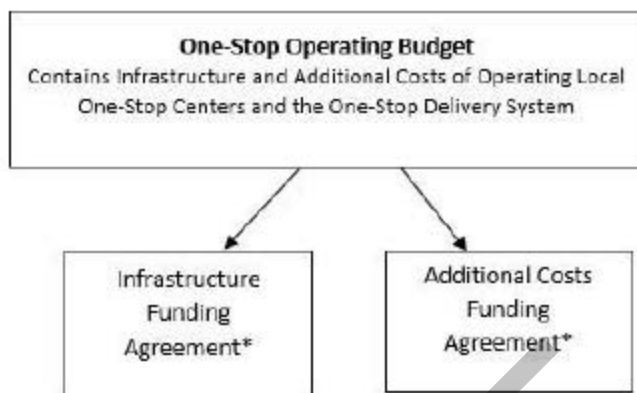 One-Stop Operating Budget
Contains Infrastructure and Additional Costs of Operating Local
One-Stop Centers and the One-Stop Delivery System
Infrastructure
Funding
Agreement*
Additional Costs
Funding
Agreement*